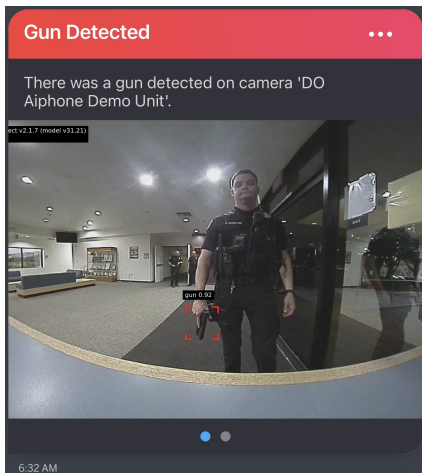 Gun Detected
There was a gun detected on camera 'DO
Aiphone Demo Unit'.
ect v2.1.7 (model v31.21)
gun 0.92
6:32 AM